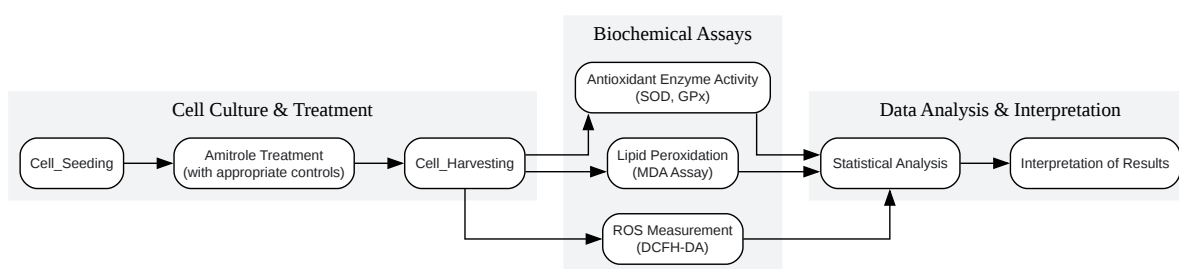 Cell Culture & Treatment
Cell_Seeding
Amitrole Treatment
(with appropriate controls)
Cell_Harvesting
Biochemical Assays
Antioxidant Enzyme Activity
(SOD, GPx)
Lipid Peroxidation
(MDA Assay)
ROS Measurement
(DCFH-DA)
Data Analysis & Interpretation
Statistical Analysis
Interpretation of Results